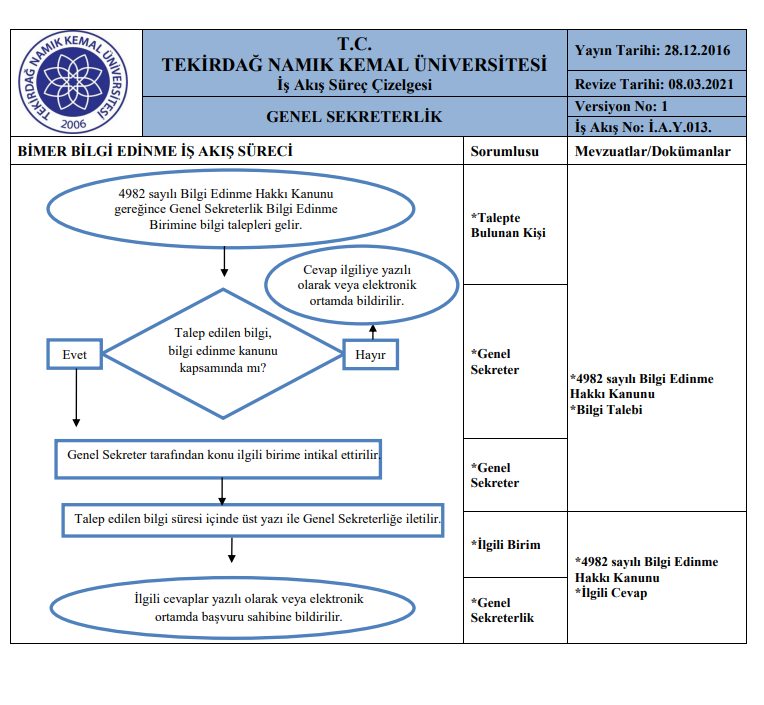 TEKİRDAĞ NAMIK KEMAL ÜNİVERSİTESİ
2006
T.C.
TEKİRDAĞ NAMIK KEMAL ÜNİVERSİTESİ
İş Akış Süreç Çizelgesi
GENEL SEKRETERLİK
Yayın Tarihi: 28.12.2016
Revize Tarihi: 08.03.2021
Versiyon No: 1
İş Akış No: İ.A.Y.013.
BİMER BİLGİ EDİNME İŞ AKIŞ SÜRECİ
Sorumlusu
Mevzuatlar/Dokümanlar
4982 sayılı Bilgi Edinme Hakkı Kanunu
gereğince Genel Sekreterlik Bilgi Edinme
Birimine bilgi talepleri gelir.
*Talepte
Bulunan Kişi
Cevap ilgiliye yazılı
olarak veya elektronik
ortamda bildirilir.
Talep edilen bilgi,
bilgi edinme kanunu
kapsamında mı?
Evet
Hayır
*Genel
Sekreter
*4982 sayılı Bilgi Edinme
Hakkı Kanunu
*Bilgi Talebi
Genel Sekreter tarafından konu ilgili birime intikal ettirilir.
*Genel
Sekreter
Talep edilen bilgi süresi içinde üst yazı ile Genel Sekreterliğe iletilir.
*İlgili Birim
*4982 sayılı Bilgi Edinme
Hakkı Kanunu
*İlgili Cevap
İlgili cevaplar yazılı olarak veya elektronik
ortamda başvuru sahibine bildirilir.
*Genel
Sekreterlik